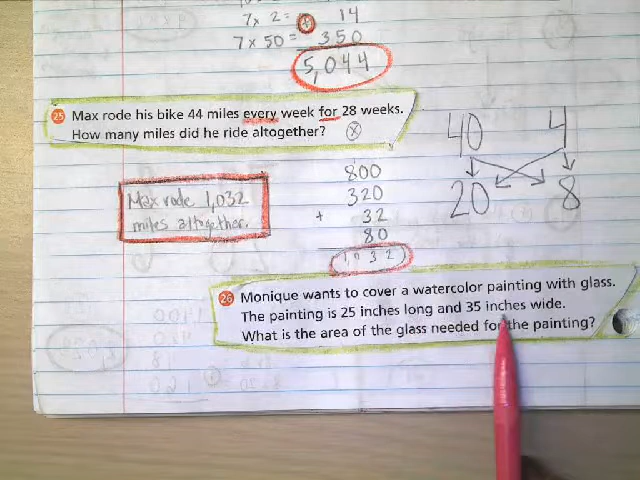 7 x 2 = 14
7 x 50 = 350
5,044
25 Max rode his bike 44 miles every week for 28 weeks.
How many miles did he ride altogether? x
40 4
20 8
800
320
+ 32
80
1032
Max rode 1,032
miles altogether.
26 Monique wants to cover a watercolor painting with glass.
The painting is 25 inches long and 35 inches wide.
What is the area of the glass needed for the painting?